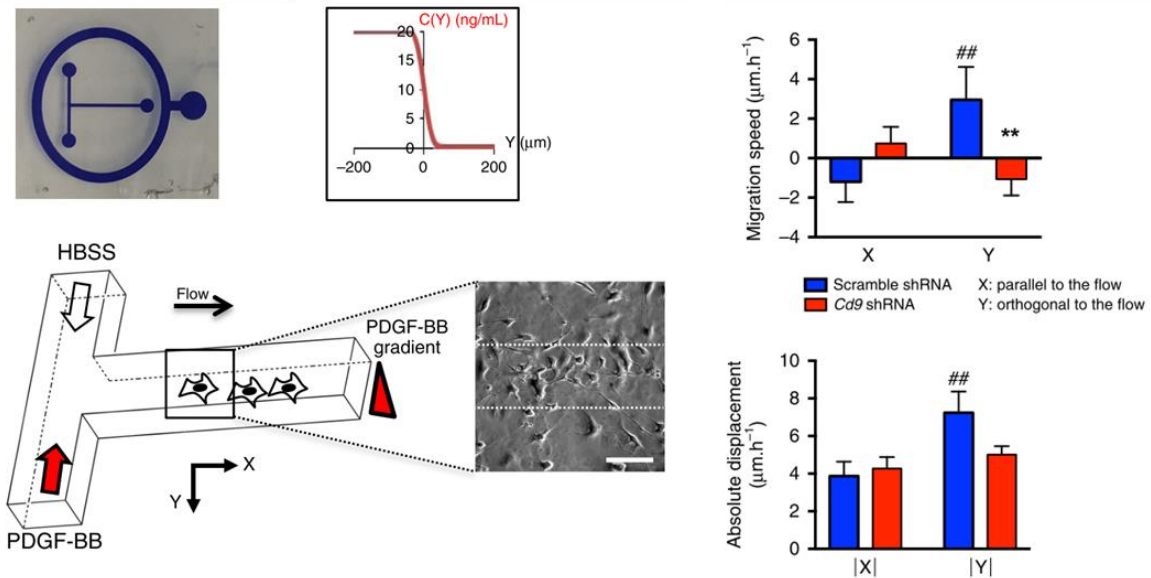 C(Y) (ng/mL)
20
15
10
5
0
Y (µm)
−200
0
200
HBSS
Flow
PDGF-BB
gradient
X
Y
PDGF-BB
Migration speed (µm.h⁻¹)
6
4
2
0
−2
−4
##
**
X
Y
Scramble shRNA
X: parallel to the flow
Cd9 shRNA
Y: orthogonal to the flow
Absolute displacement
(µm.h⁻¹)
10
8
6
4
2
0
##
|X|
|Y|